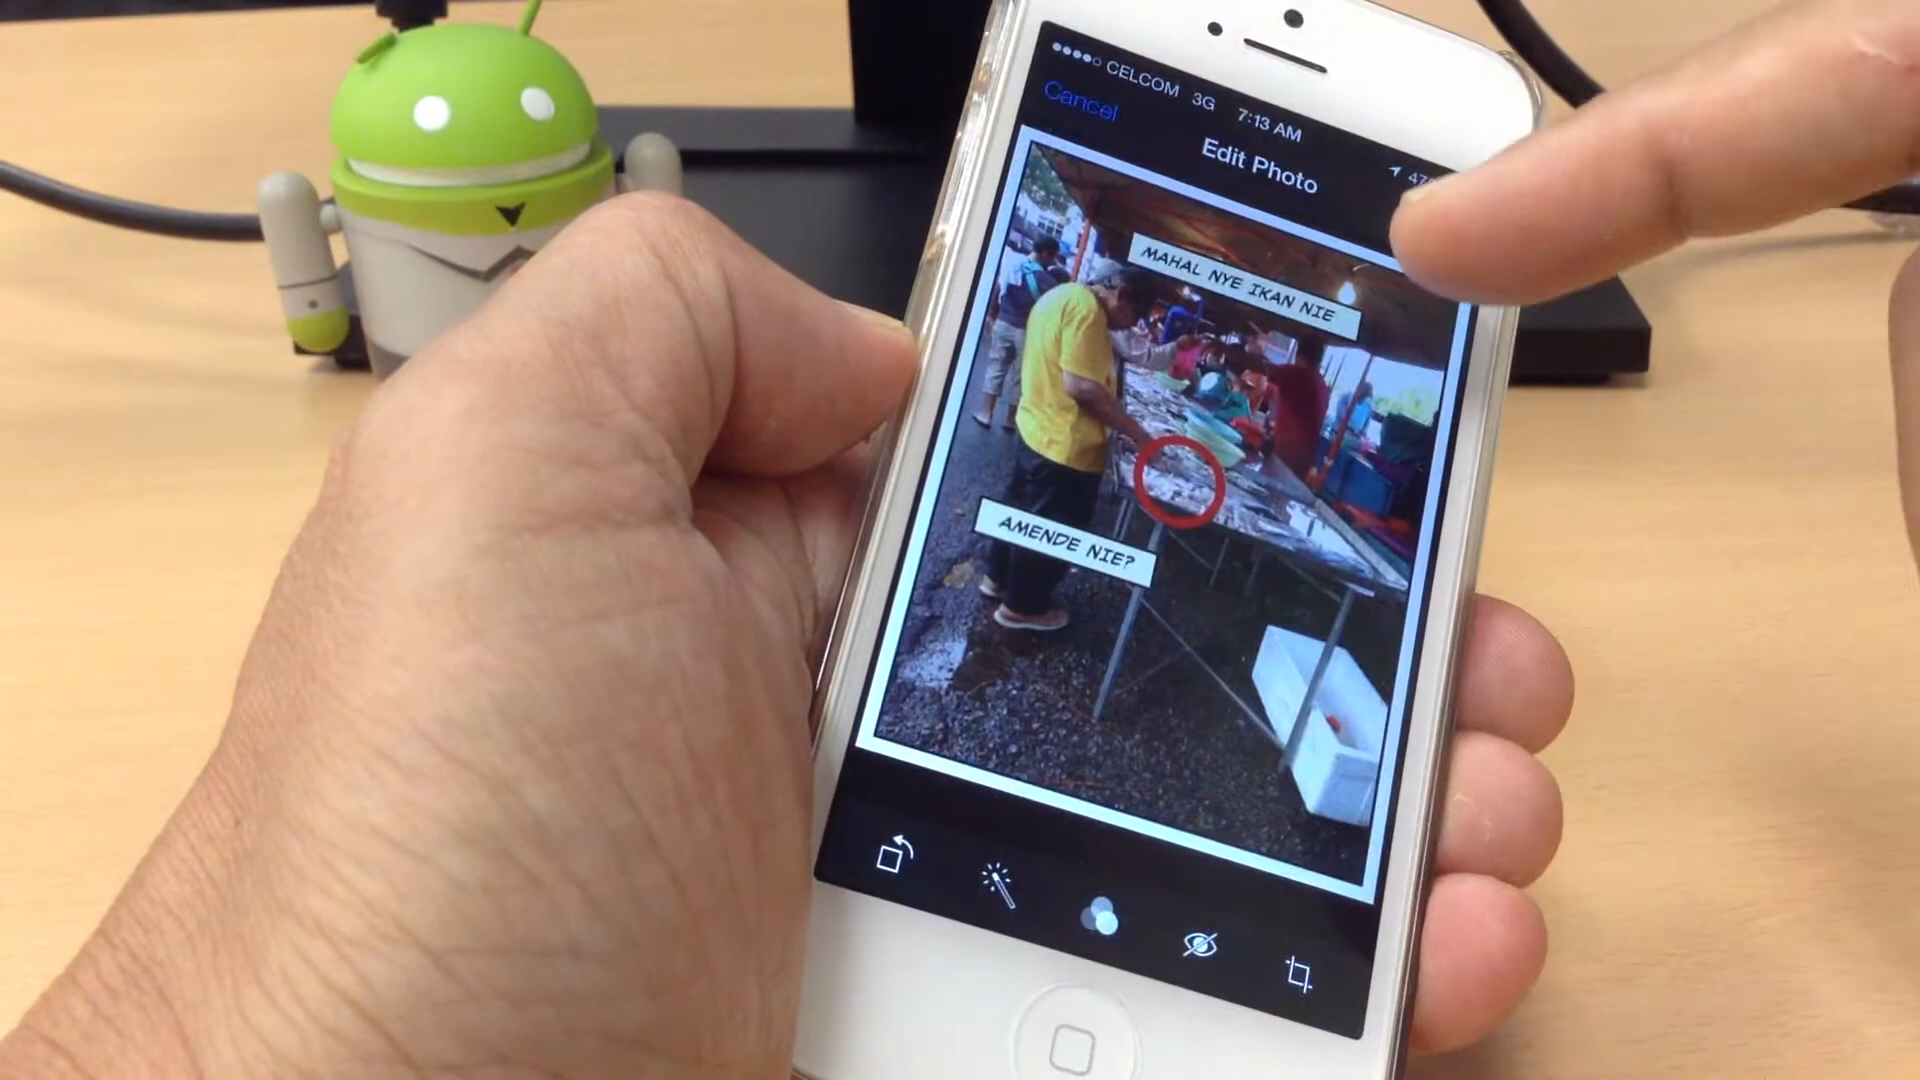 CELCOM 3G 7:13 AM
Cancel
Edit Photo
MAHAL NYE IKAN NIE
AMENDE NIE?